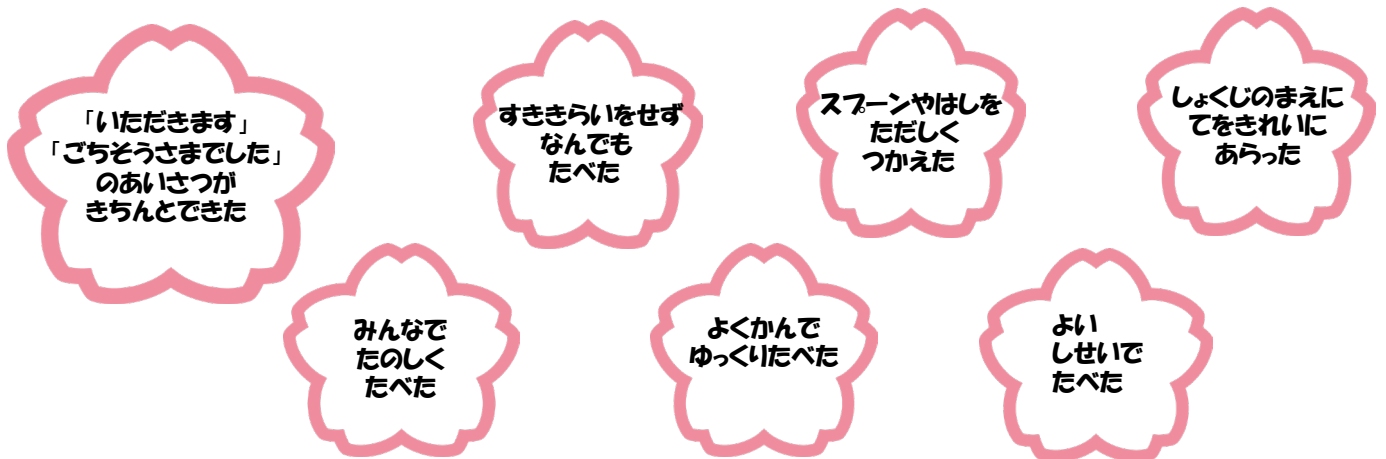 「いただきます」
「ごちそうさまでした」
のあいさつが
きちんとできた
すききらいをせず
なんでも
たべた
スプーンやはしを
ただしく
つかえた
しょくじのまえに
てをきれいに
あらった
みんなで
たのしく
たべた
よくかんで
ゆっくりたべた
よい
しせいで
たべた